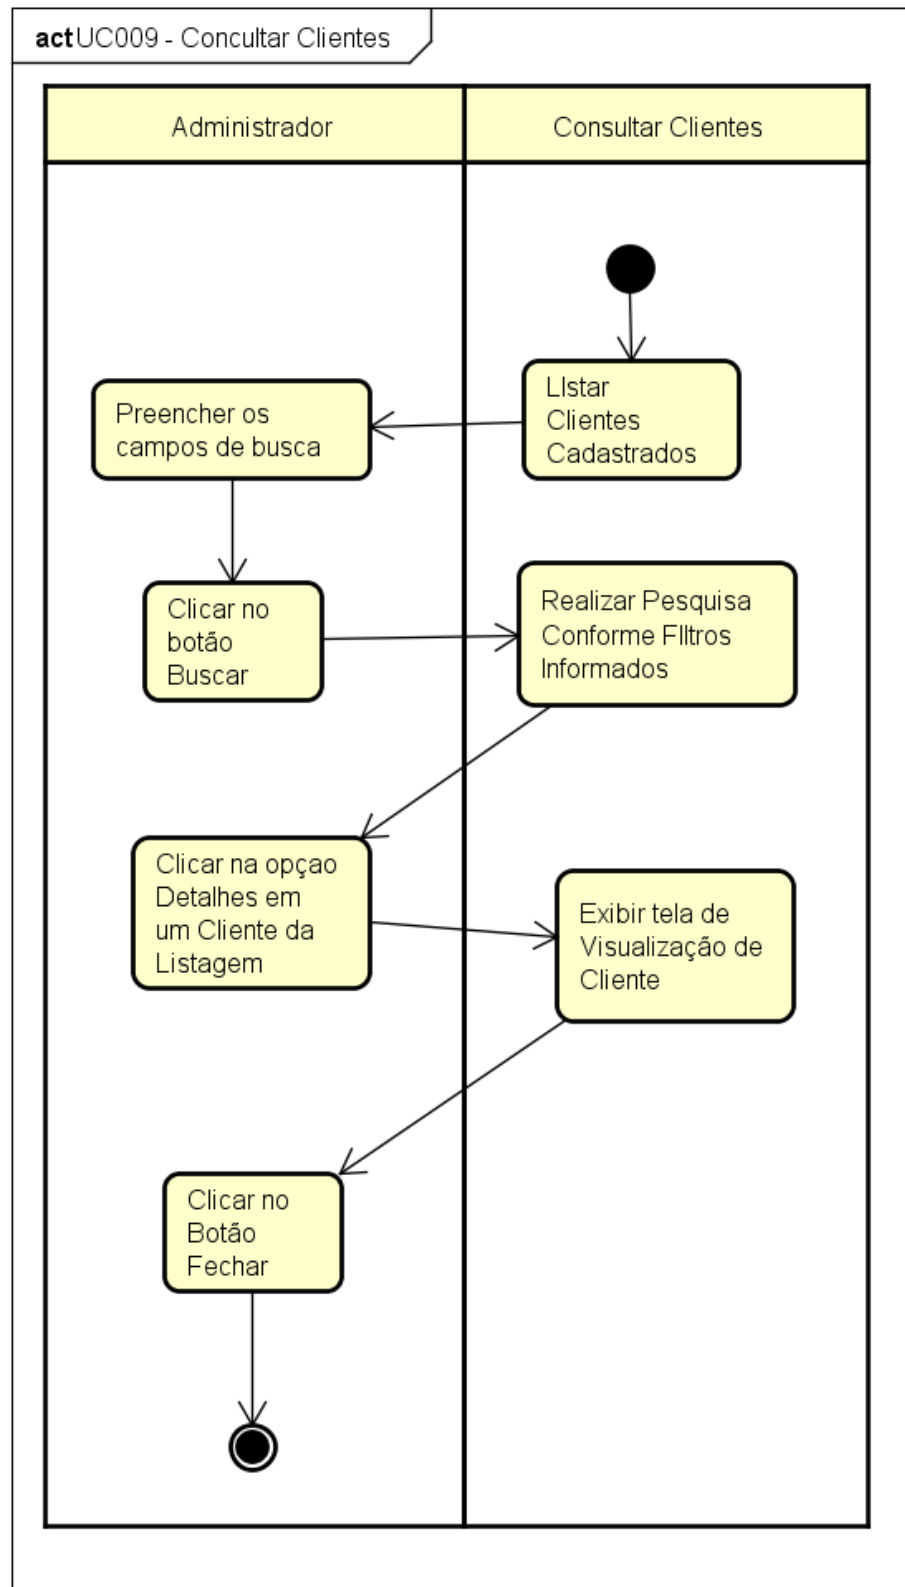 act UC009 - Concultar Clientes
Administrador
Consultar Clientes
LIstar
Clientes
Cadastrados
Preencher os
campos de busca
Clicar no
botão
Buscar
Realizar Pesquisa
Conforme FIltros
Informados
Clicar na opçao
Detalhes em
um Cliente da
Listagem
Exibir tela de
Visualização de
Cliente
Clicar no
Botão
Fechar